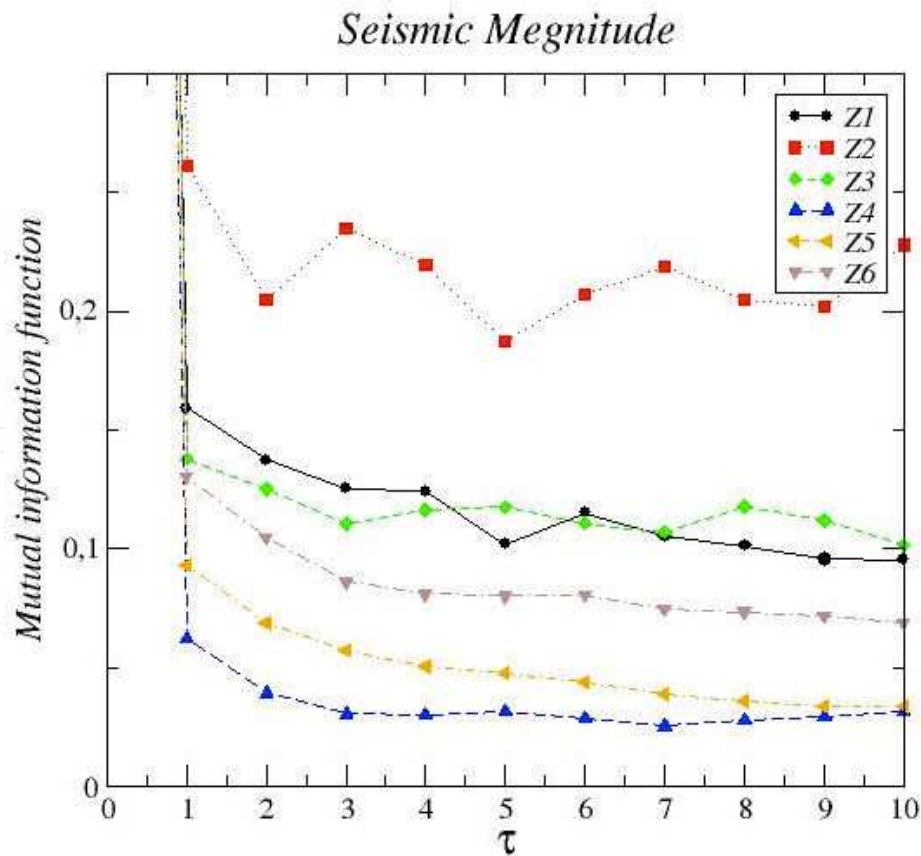 Seismic Megnitude
Z1
Z2
Z3
Z4
Z5
Z6
Mutual information function
0,2
0,1
0
0 1 2 3 4 5 6 7 8 9 10
τ